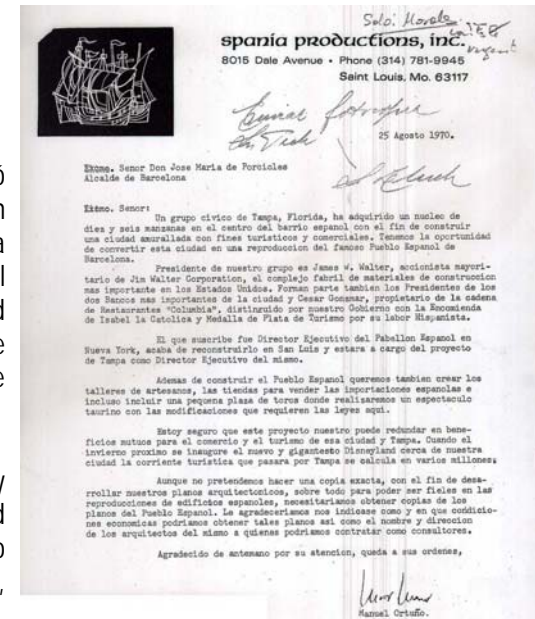 spania productions, inc.
8015 Dale Avenue • Phone (314) 781-9945
Saint Louis, Mo. 63117
25 Agosto 1970.
Excmo. Senor Don Jose Maria de Porcioles
Alcalde de Barcelona
Excmo. Senor:
Un grupo civico de Tampa, Florida, ha adquirido un nucleo de
diez y seis manzanas en el centro del barrio espanol con el fin de construir
una ciudad amurallada con fines turisticos y comerciales. Tenemos la oportunidad
de convertir esta ciudad en una reproduccion del famoso Pueblo Espanol de
Barcelona.
Presidente de nuestro grupo es James W. Walter, accionista mayori-
tario de Jim Walter Corporation, el complejo fabril de materiales de construccion
mas importante en los Estados Unidos. Forman parte tambien los Presidentes de los
dos Bancos mas importantes de la ciudad y Cesar Gonzmar, propietario de la cadena
de Restaurantes "Columbia", distinguido por nuestro Gobierno con la Encomienda
de Isabel la Catolica y Medalla de Plata de Turismo por su labor Hispanista.
El que suscribe fue Director Ejecutivo del Pabellon Espanol en
Nueva York, acaba de reconstruirlo en San Luis y estara a cargo del proyecto
de Tampa como Director Ejecutivo del mismo.
Ademas de construir el Pueblo Espanol queremos tambien crear los
talleres de artesanos, las tiendas para vender las importaciones espanolas e
incluso incluir una pequena plaza de toros donde realizaremos un espectaculo
taurino con las modificaciones que requieren las leyes aqui.
Estoy seguro que este proyecto nuestro puede redundar en bene-
ficios mutuos para el comercio y el turismo de esa ciudad y Tampa. Cuando el
invierno proximo se inaugure el nuevo y gigantesto Disneyland cerca de nuestra
ciudad la corriente turistica que pasara por Tampa se calcula en varios millones;
Aunque no pretendemos hacer una copia exacta, con el fin de desa-
rrollar nuestros planos arquitectonicos, sobre todo para poder ser fieles en las
reproducciones de edificios espanoles, necesitariamos obtener copias de los
planos del Pueblo Espanol. Le agradeceriamos nos indicase como y en que condicio-
nes economicas podriamos obtener tales planos asi como el nombre y direccion
de los arquitectos del mismo a quienes podriamos contratar como consultores.
Agradecido de antemano por su atencion, queda a sus ordenes,
Manuel Ortuño.